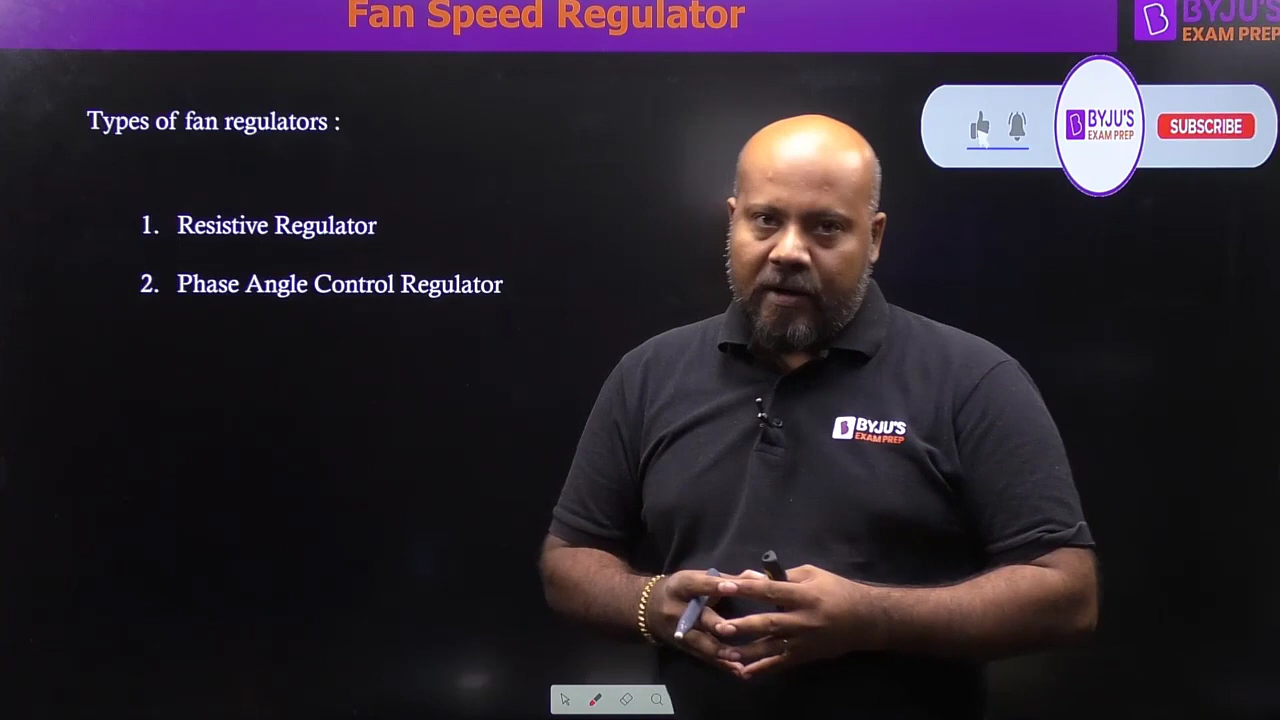 Fan Speed Regulator
BYJU'S
EXAM PREP
Types of fan regulators :
BYJU'S
EXAM PREP
SUBSCRIBE
1. Resistive Regulator
2. Phase Angle Control Regulator
BYJU'S
EXAM PREP